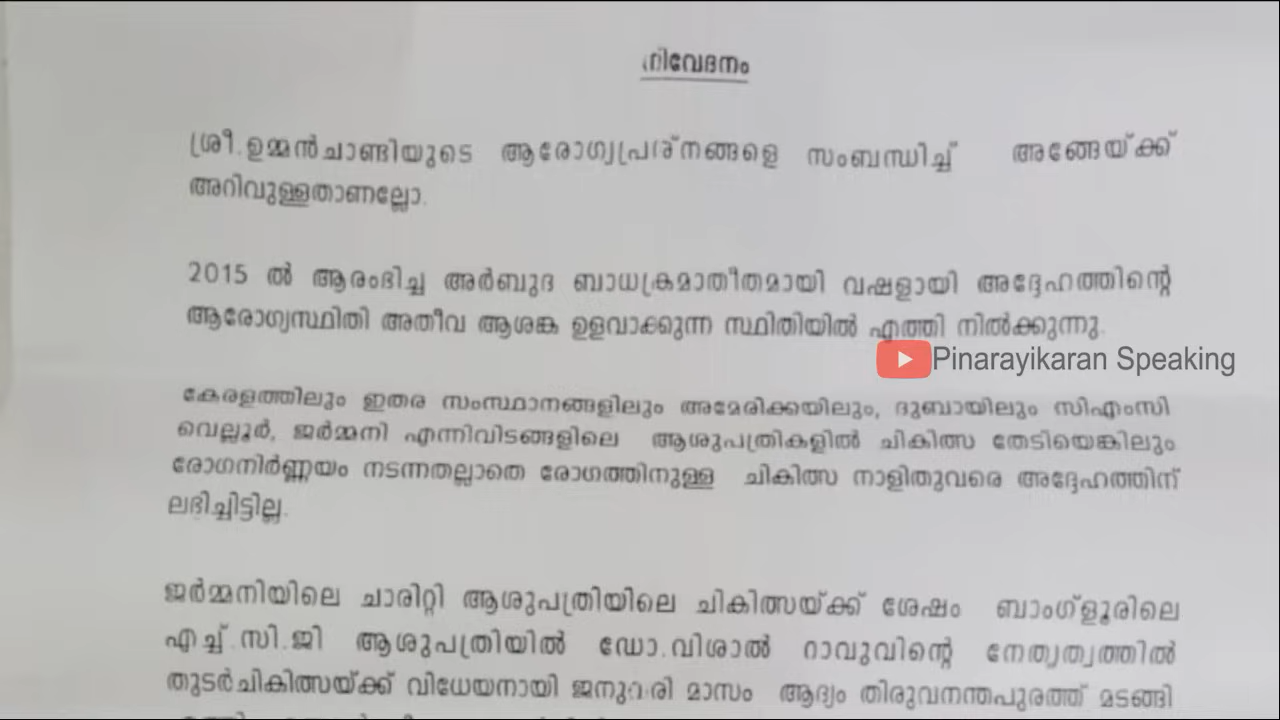 നിവേദനം
ശ്രീ.ഉമ്മൻചാണ്ടിയുടെ ആരോഗ്യപ്രശ്നങ്ങളെ സംബന്ധിച്ച് അങ്ങേയ്ക്ക്
അറിവുള്ളതാണല്ലോ.
2015 ൽ ആരംഭിച്ച അർബുദ ബാധക്രമാതീതമായി വഷളായി അദ്ദേഹത്തിന്റെ
ആരോഗ്യസ്ഥിതി അതീവ ആശങ്ക ഉളവാക്കുന്ന സ്ഥിതിയിൽ എത്തി നിൽക്കുന്നു.
Pinarayikaran Speaking
കേരളത്തിലും ഇതര സംസ്ഥാനങ്ങളിലും അമേരിക്കയിലും, ദുബായിലും സിഎംസി
വെല്ലൂർ, ജർമ്മനി എന്നിവിടങ്ങളിലെ ആശുപത്രികളിൽ ചികിത്സ തേടിയെങ്കിലും
രോഗനിർണ്ണയം നടന്നതല്ലാതെ രോഗത്തിനുള്ള ചികിത്സ നാളിതുവരെ അദ്ദേഹത്തിന്
ലഭിച്ചിട്ടില്ല.
ജർമ്മനിയിലെ ചാരിറ്റി ആശുപത്രിയിലെ ചികിത്സയ്ക്ക് ശേഷം ബാംഗ്ളൂരിലെ
എച്ച്.സി.ജി ആശുപത്രിയിൽ ഡോ.വിശാൽ റാവുവിന്റെ നേതൃത്വത്തിൽ
തുടർചികിത്സയ്ക്ക് വിധേയനായി ജനുവരി മാസം ആദ്യം തിരുവനന്തപുരത്ത് മടങ്ങി